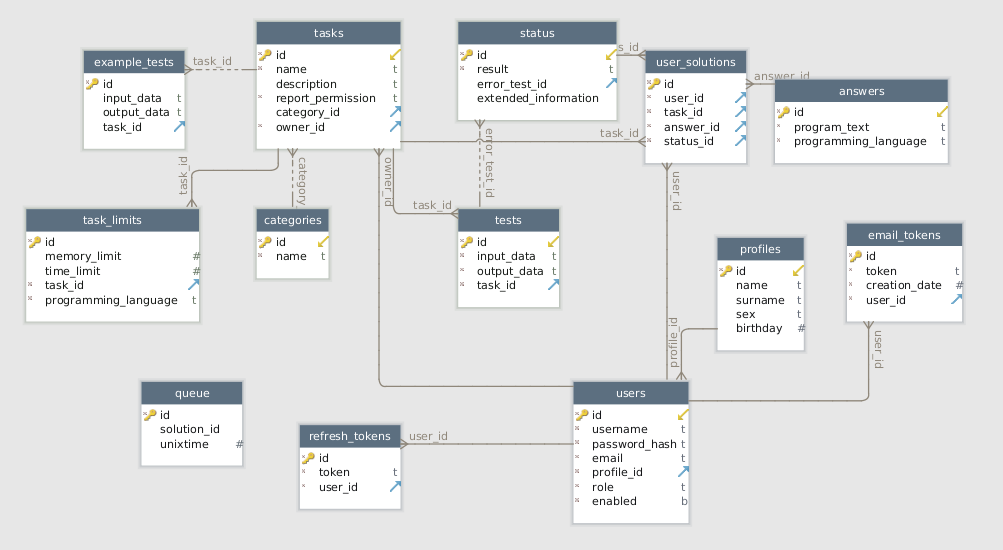 tasks
id
name t
description t
report_permission t
category_id
owner_id
status
id
result t
error_test_id
extended_information
s_id
example_tests
id
input_data t
output_data t
task_id
task_id
user_solutions
id
user_id
task_id
answer_id
status_id
answer_id
answers
id
program_text t
programming_language t
task_id
task_id
category_
owner_id
error_test_id
user_id
task_id
task_limits
id
memory_limit #
time_limit #
task_id
programming_language t
categories
id
name t
tests
id
input_data t
output_data t
task_id
profiles
id
name t
surname t
sex t
birthday #
email_tokens
id
token t
creation_date #
user_id
profile_id
user_id
queue
id
solution_id
unixtime #
refresh_tokens
id
token t
user_id
user_id
users
id
username t
password_hash t
email t
profile_id
role t
enabled b